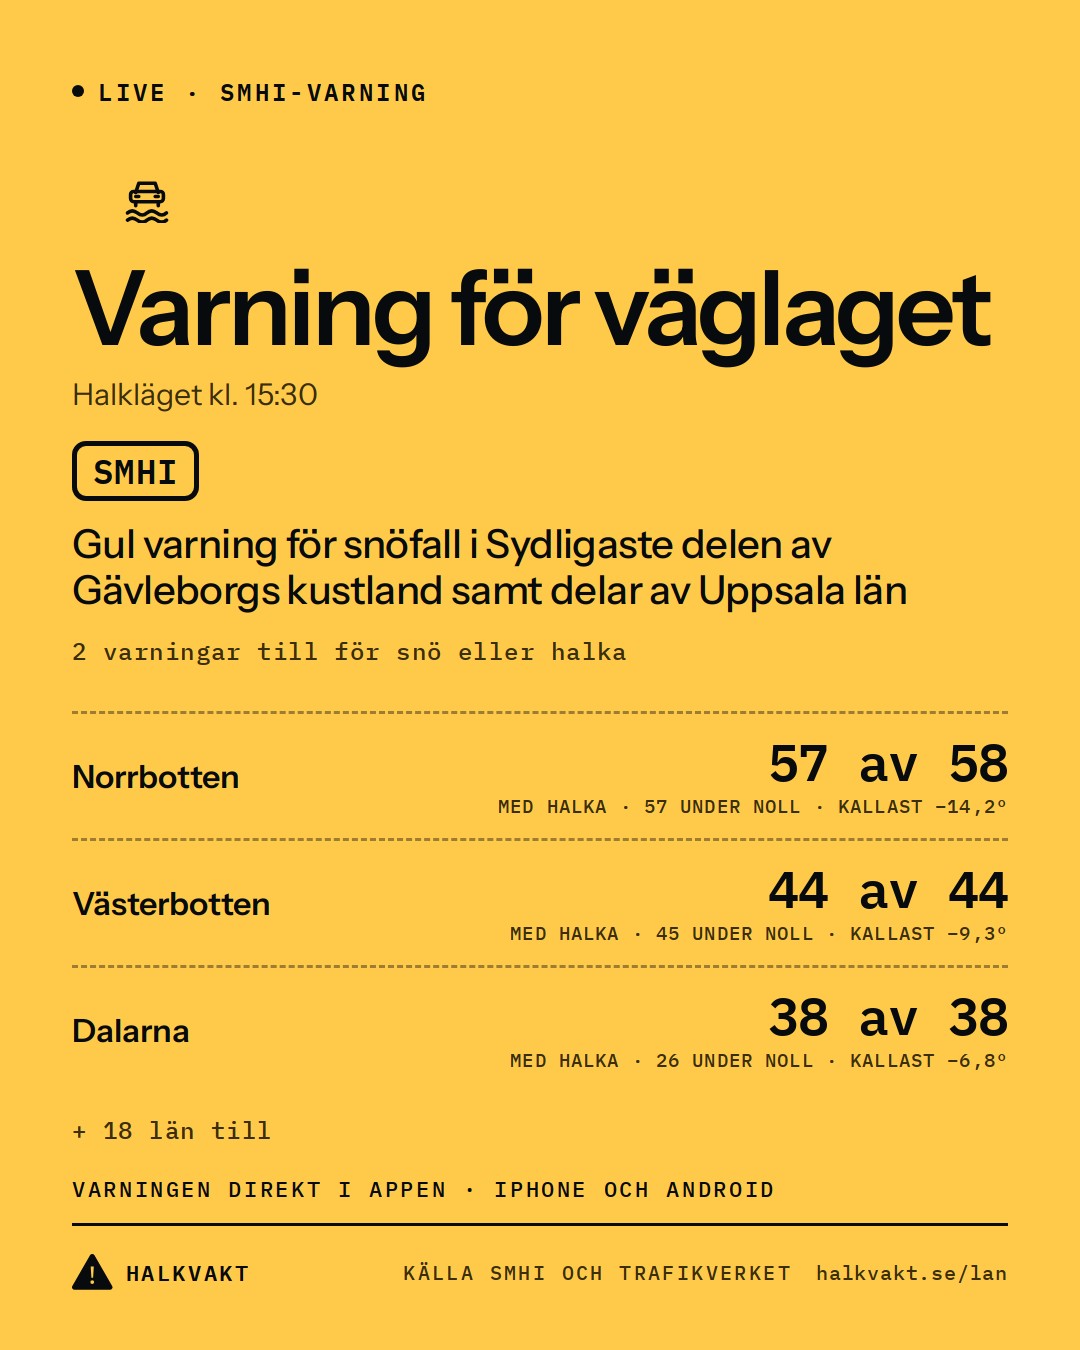 LIVE · SMHI-VARNING
Varning för väglaget
Halkläget kl. 15:30
SMHI
Gul varning för snöfall i Sydligaste delen av
Gävleborgs kustland samt delar av Uppsala län
2 varningar till för snö eller halka
Norrbotten
57 av 58
MED HALKA · 57 UNDER NOLL · KALLAST −14,2°
Västerbotten
44 av 44
MED HALKA · 45 UNDER NOLL · KALLAST −9,3°
Dalarna
38 av 38
MED HALKA · 26 UNDER NOLL · KALLAST −6,8°
+ 18 län till
VARNINGEN DIREKT I APPEN · IPHONE OCH ANDROID
HALKVAKT
KÄLLA SMHI OCH TRAFIKVERKET halkvakt.se/lan